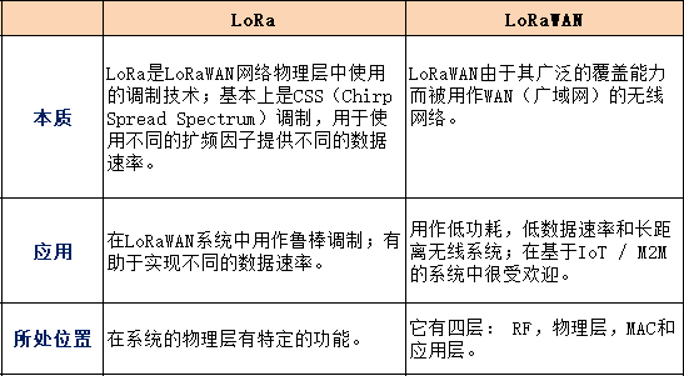 LoRa LoRaWAN
本质
LoRa是LoRaWAN网络物理层中使用
的调制技术；基本上是CSS（Chirp
Spread Spectrum）调制，用于使
用不同的扩频因子提供不同的数据
速率。
LoRaWAN由于其广泛的覆盖能力
而被用作WAN（广域网）的无线
网络。
应用
在LoRaWAN系统中用作鲁棒调制；有
助于实现不同的数据速率。
用作低功耗，低数据速率和长距
离无线系统；在基于IoT / M2M
的系统中很受欢迎。
所处位置
在系统的物理层有特定的功能。
它有四层： RF，物理层，MAC和
应用层。